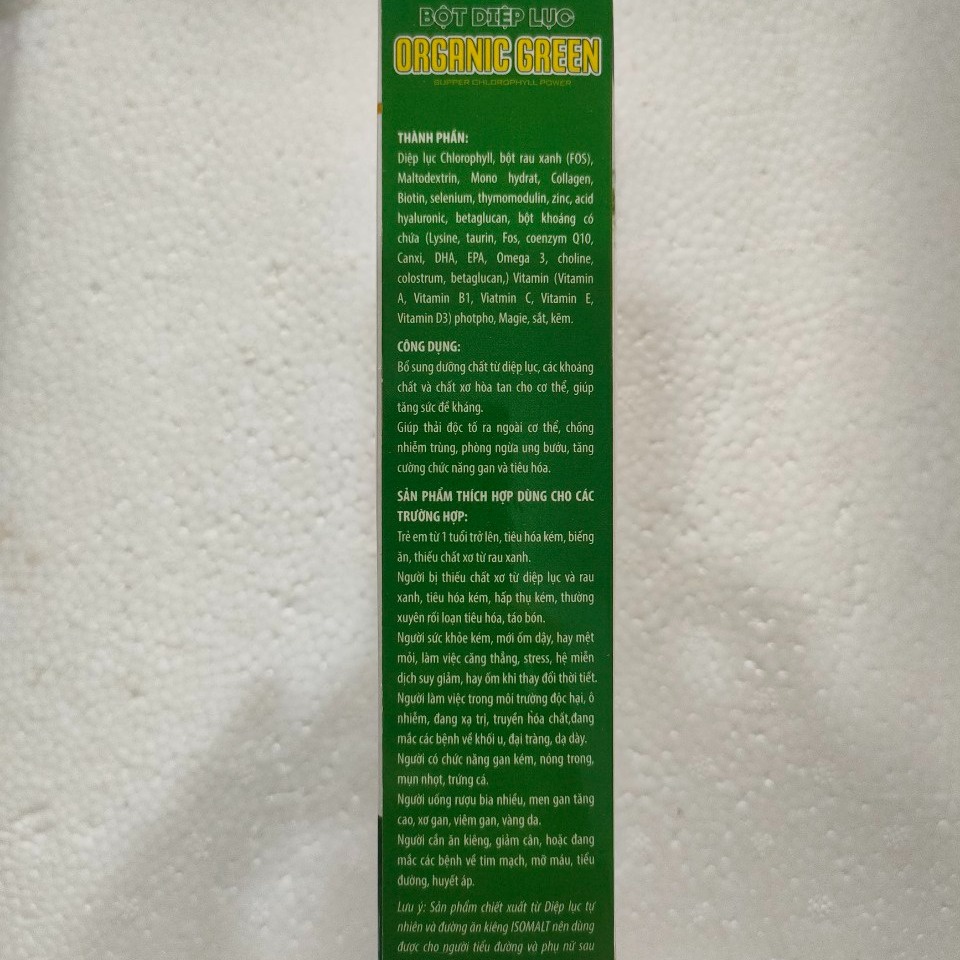 BỘT DIỆP LỤC
ORGANIC GREEN
SUPPER CHLOROPHYLL POWER
THÀNH PHẦN:
Diệp lục Chlorophyll, bột rau xanh (FOS),
Maltodextrin, Mono hydrat, Collagen,
Biotin, selenium, thymomodulin, zinc, acid
hyaluronic, betaglucan, bột khoáng có
chứa (Lysine, taurin, Fos, coenzym Q10,
Canxi, DHA, EPA, Omega 3, choline,
colostrum, betaglucan,) Vitamin (Vitamin
A, Vitamin B1, Viatmin C, Vitamin E,
Vitamin D3) photpho, Magie, sắt, kẽm.
CÔNG DỤNG:
Bổ sung dưỡng chất từ diệp lục, các khoáng
chất và chất xơ hòa tan cho cơ thể, giúp
tăng sức đề kháng.
Giúp thải độc tố ra ngoài cơ thể, chống
nhiễm trùng, phòng ngừa ung bướu, tăng
cường chức năng gan và tiêu hóa.
SẢN PHẨM THÍCH HỢP DÙNG CHO CÁC
TRƯỜNG HỢP:
Trẻ em từ 1 tuổi trở lên, tiêu hóa kém, biếng
ăn, thiếu chất xơ từ rau xanh.
Người bị thiếu chất xơ từ diệp lục và rau
xanh, tiêu hóa kém, hấp thụ kém, thường
xuyên rối loạn tiêu hóa, táo bón.
Người sức khỏe kém, mới ốm dậy, hay mệt
mỏi, làm việc căng thẳng, stress, hệ miễn
dịch suy giảm, hay ốm khi thay đổi thời tiết.
Người làm việc trong môi trường độc hại, ô
nhiễm, đang xạ trị, truyền hóa chất,đang
mắc các bệnh về khối u, đại tràng, dạ dày.
Người có chức năng gan kém, nóng trong,
mụn nhọt, trứng cá.
Người uống rượu bia nhiều, men gan tăng
cao, xơ gan, viêm gan, vàng da.
Người cần ăn kiêng, giảm cân, hoặc đang
mắc các bệnh về tim mạch, mỡ máu, tiểu
đường, huyết áp.
Lưu ý: Sản phẩm chiết xuất từ Diệp lục tự
nhiên và đường ăn kiêng ISOMALT nên dùng
được cho người tiểu đường và phụ nữ sau